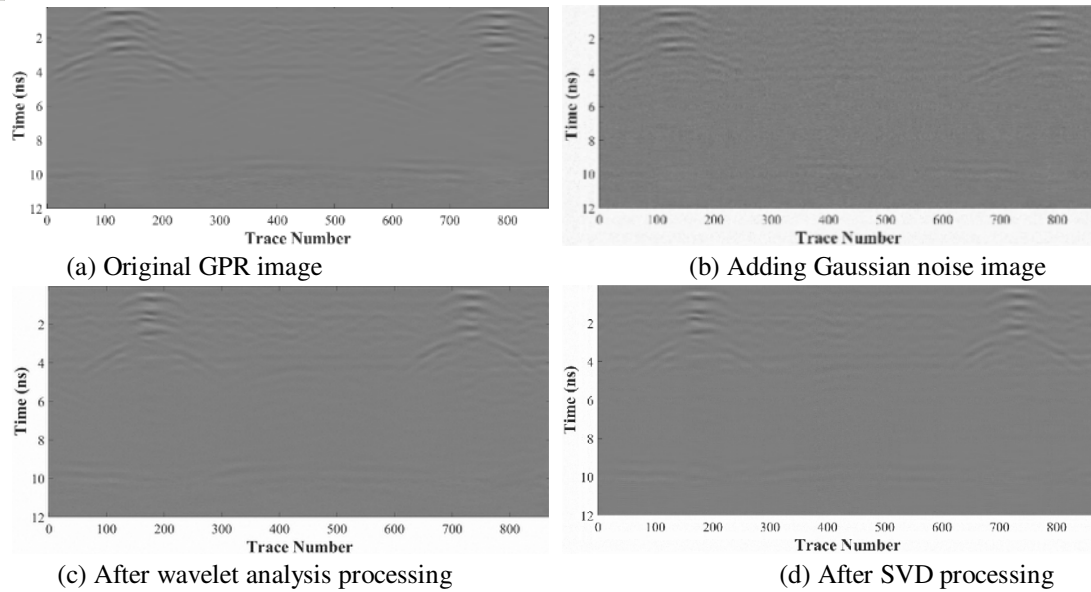 Time (ns)
2
4
6
8
10
12
0 100 200 300 400 500 600 700 800
Trace Number
(a) Original GPR image
Time (ns)
2
4
6
8
10
12
0 100 200 300 400 500 600 700 800
Trace Number
(b) Adding Gaussian noise image
Time (ns)
2
4
6
8
10
12
0 100 200 300 400 500 600 700 800
Trace Number
(c) After wavelet analysis processing
Time (ns)
2
4
6
8
10
12
0 100 200 300 400 500 600 700 800
Trace Number
(d) After SVD processing